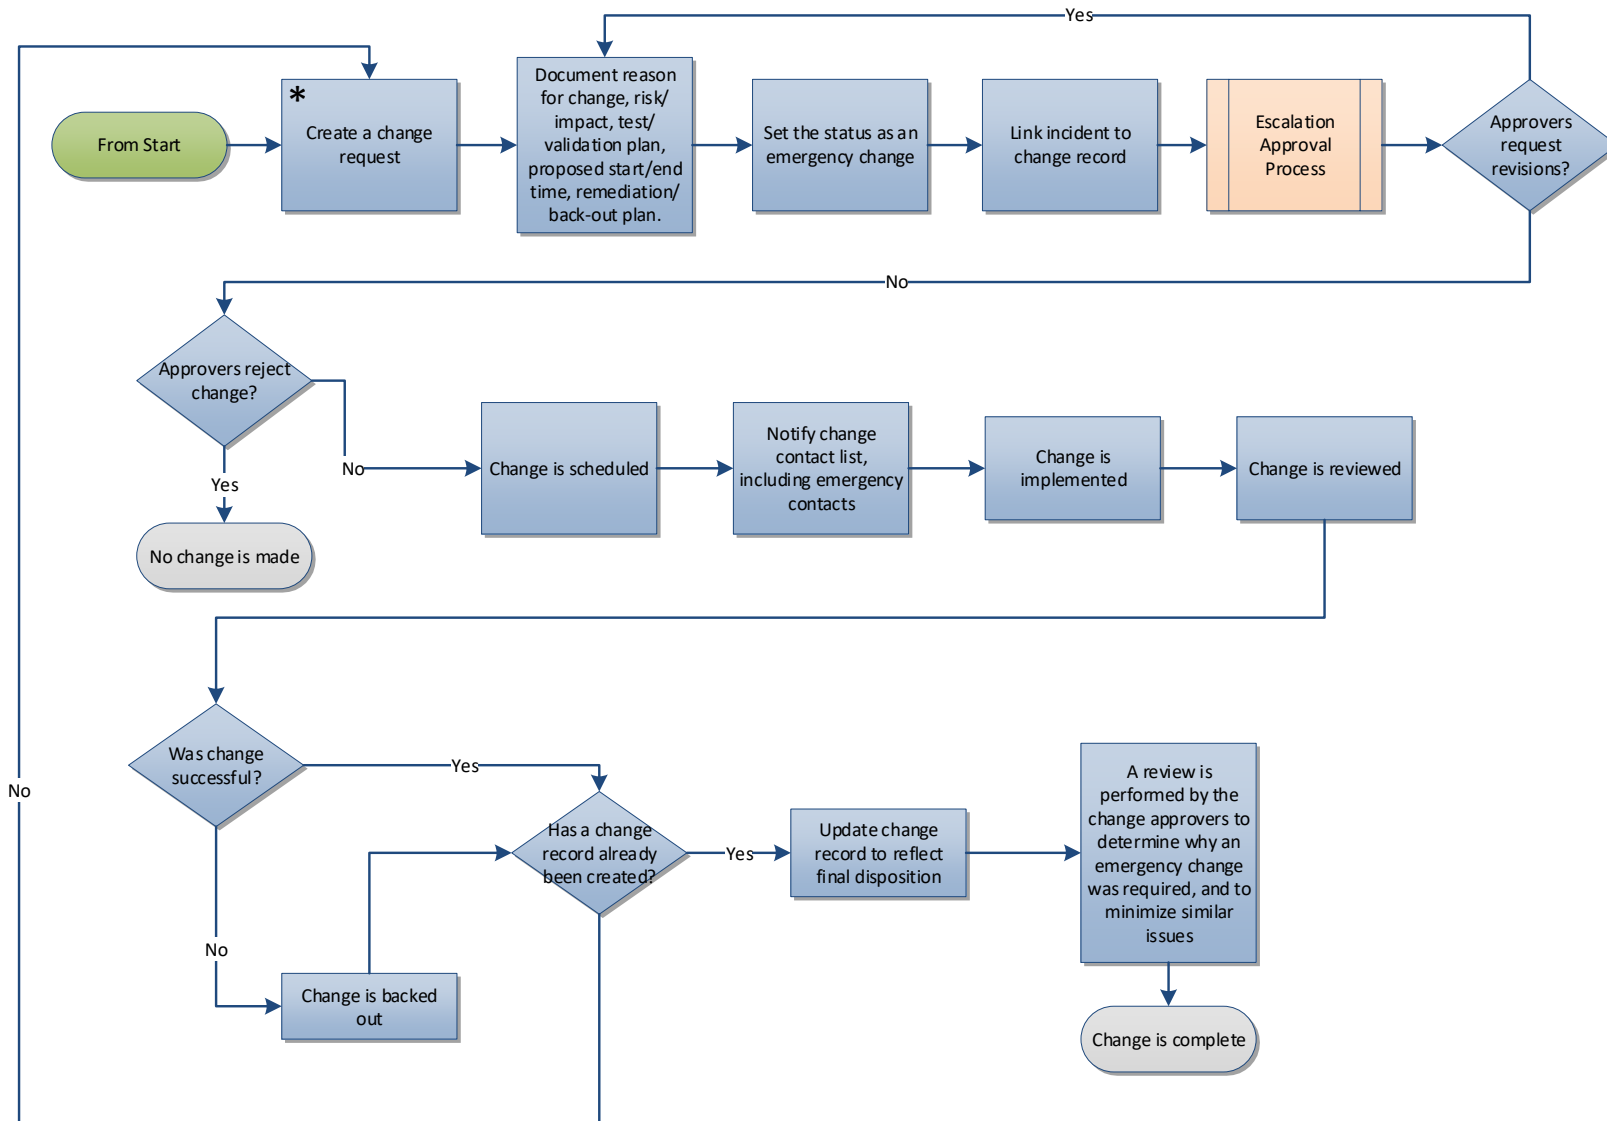 Yes
*
From Start
Create a change
request
Document reason
for change, risk/
impact, test/
validation plan,
proposed start/end
time, remediation/
back-out plan.
Set the status as an
emergency change
Link incident to
change record
Escalation
Approval
Process
Approvers
request
revisions?
No
Approvers reject
change?
Yes
No change is made
No
Change is scheduled
Notify change
contact list,
including emergency
contacts
Change is
implemented
Change is reviewed
Was change
successful?
Yes
No
No
Change is backed
out
Has a change
record already
been created?
Yes
Update change
record to reflect
final disposition
A review is
performed by the
change approvers to
determine why an
emergency change
was required, and to
minimize similar
issues
Change is complete